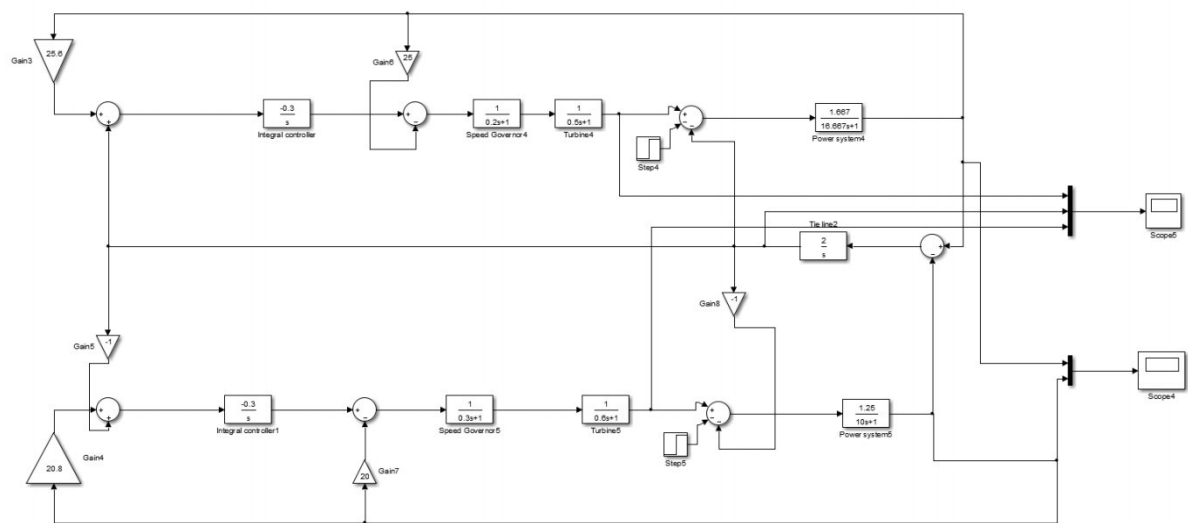 25.6
Gain3
25
Gain6
-0.3
s
Integral controller
1
0.2s+1
Speed Governor4
1
0.5s+1
Turbine4
Step4
1.667
16.667s+1
Power system4
Scope5
Tie line2
2
s
-1
Gain8
-1
Gain5
-0.3
s
Integral controller1
1
0.3s+1
Speed Governor5
1
0.6s+1
Turbine5
Step5
1.25
10s+1
Power system5
Scope4
20.8
Gain4
20
Gain7